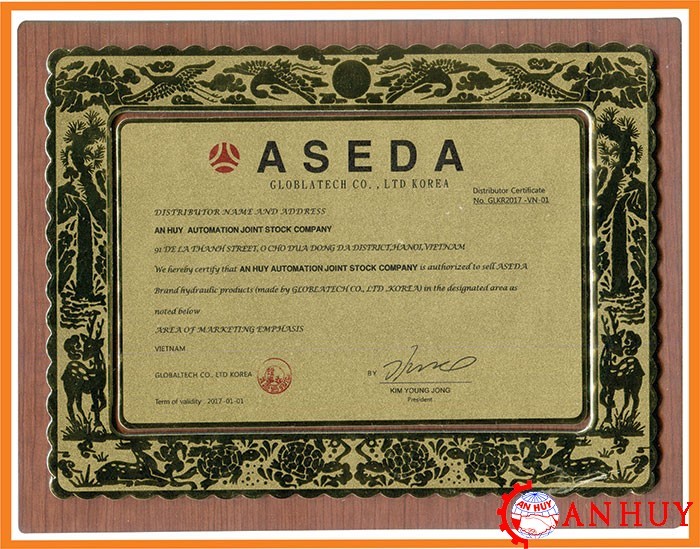 ASEDA
GLOBLATECH CO., LTD KOREA
Distributor Certificate
No. GLKR2017 -VN-01
DISTRIBUTOR NAME AND ADDRESS
AN HUY AUTOMATION JOINT STOCK COMPANY
91 DE LA THANH STREET, O CHO DUA DONG DA DISTRICT, HANOI, VIETNAM
We hereby certify that AN HUY AUTOMATION JOINT STOCK COMPANY is authorized to sell ASEDA
Brand hydraulic products (made by GLOBLATECH CO., LTD ,KOREA) in the designated area as
noted below
AREA OF MARKETING EMPHASIS
VIETNAM
GLOBALTECH CO., LTD KOREA
BY
KIM YOUNG JONG
President
Term of validity 2017-01-01
AN HUY
ANHUY